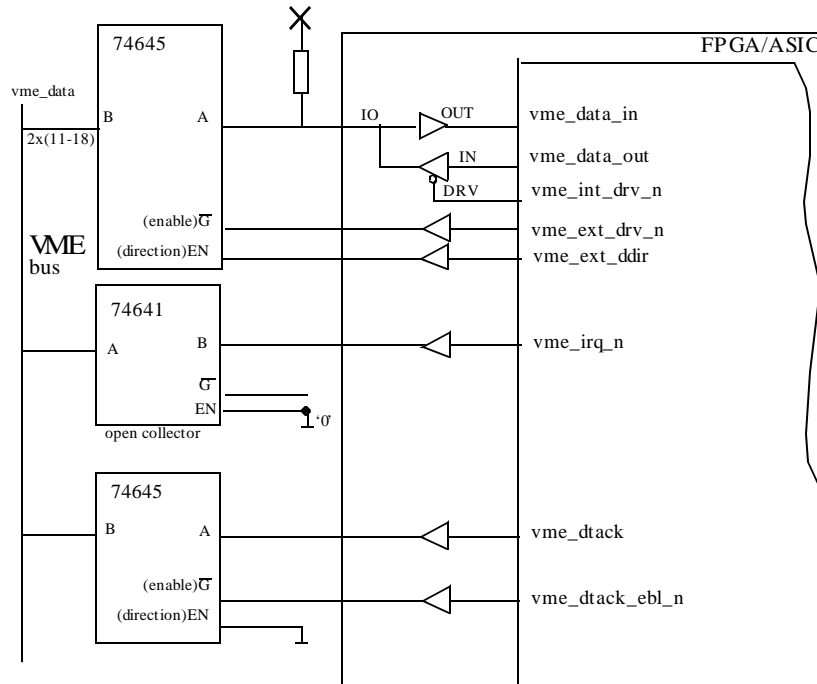 74645
FPGA/ASIC
vme_data
B
A
IO
OUT
vme_data_in
2x(11-18)
IN
vme_data_out
DRV
vme_int_drv_n
(enable)G
vme_ext_drv_n
VME
bus
(direction)EN
vme_ext_ddir
74641
A
B
vme_irq_n
G
EN
'0'
open collector
74645
B
A
vme_dtack
(enable)G
vme_dtack_ebl_n
(direction)EN